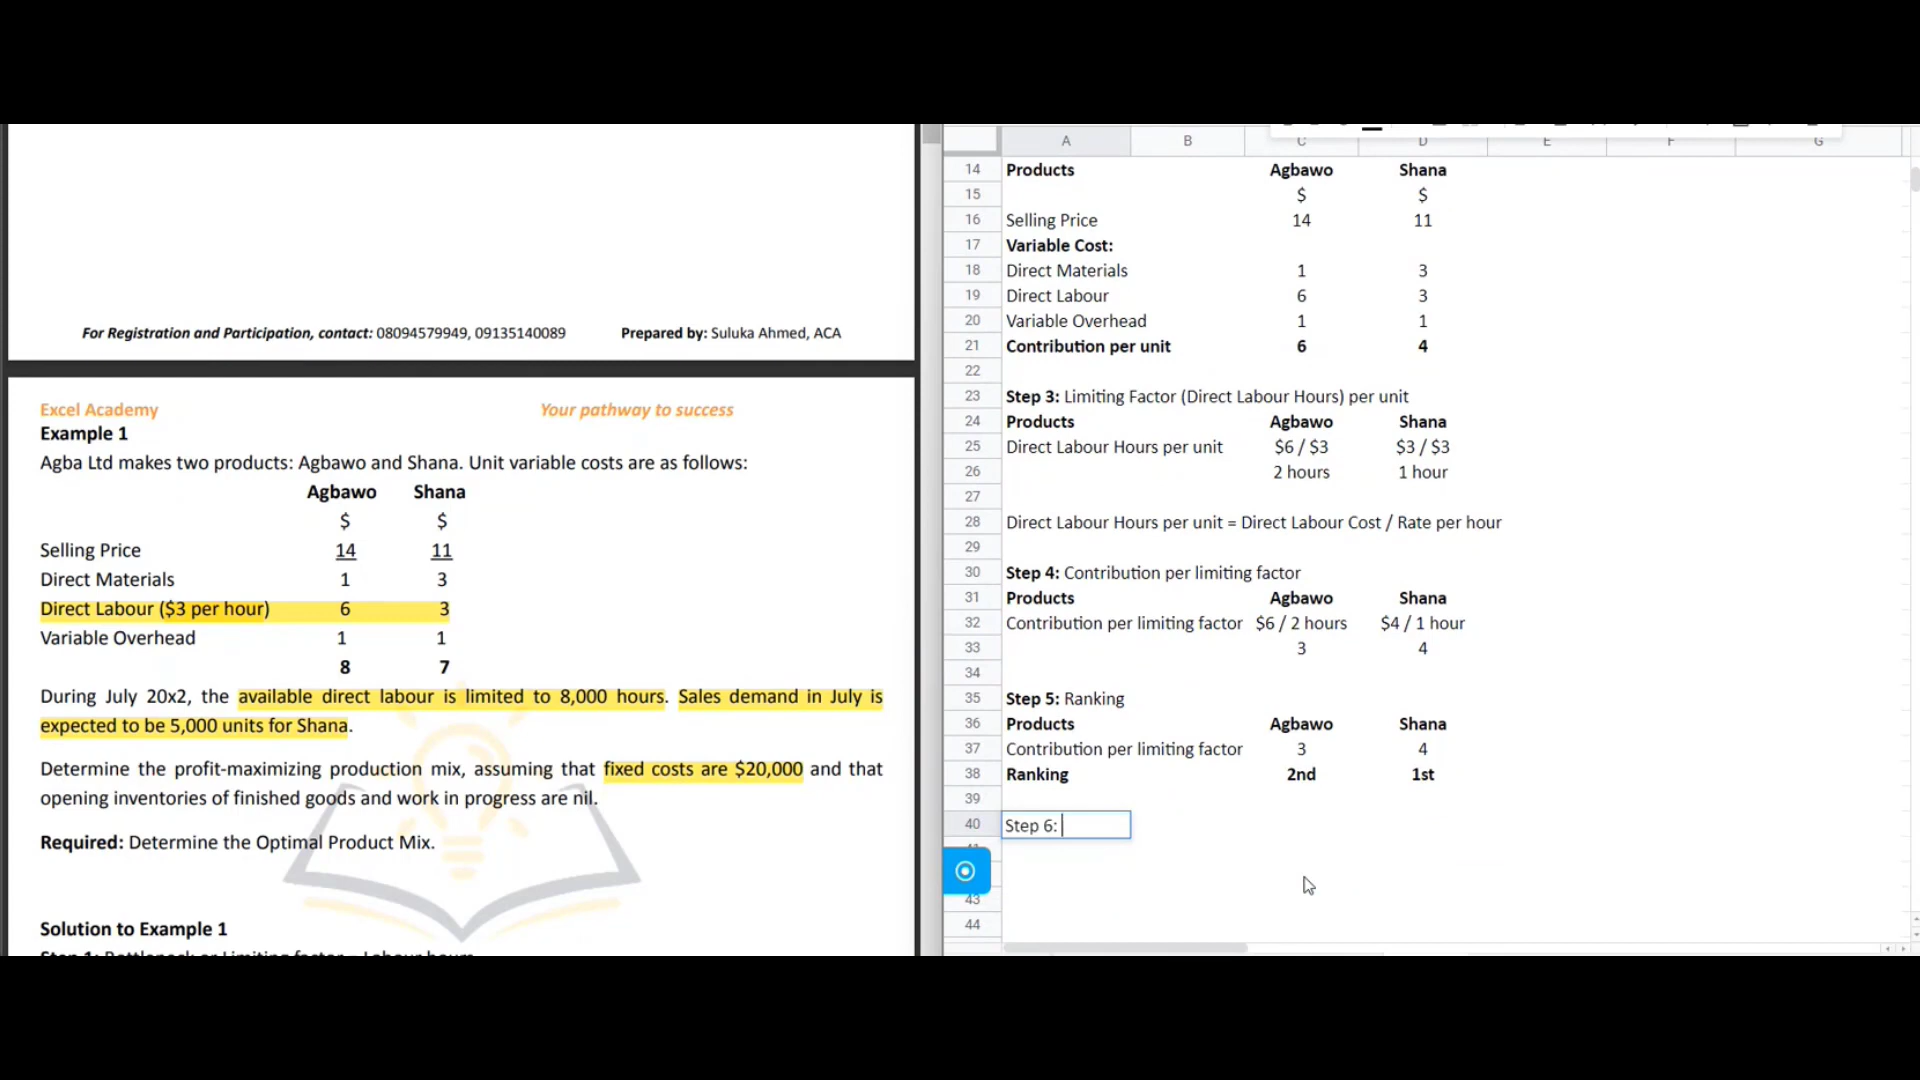 For Registration and Participation, contact: 08094579949, 09135140089 Prepared by: Suluka Ahmed, ACA
Excel Academy Your pathway to success
Example 1
Agba Ltd makes two products: Agbawo and Shana. Unit variable costs are as follows:
Agbawo Shana
$ $
Selling Price 14 11
Direct Materials 1 3
Direct Labour ($3 per hour) 6 3
Variable Overhead 1 1
8 7
During July 20x2, the available direct labour is limited to 8,000 hours. Sales demand in July is
expected to be 5,000 units for Shana.
Determine the profit-maximizing production mix, assuming that fixed costs are $20,000 and that
opening inventories of finished goods and work in progress are nil.
Required: Determine the Optimal Product Mix.
Solution to Example 1
A B C D E F G
14 Products Agbawo Shana
15 $ $
16 Selling Price 14 11
17 Variable Cost:
18 Direct Materials 1 3
19 Direct Labour 6 3
20 Variable Overhead 1 1
21 Contribution per unit 6 4
22
23 Step 3: Limiting Factor (Direct Labour Hours) per unit
24 Products Agbawo Shana
25 Direct Labour Hours per unit $6 / $3 $3 / $3
26 2 hours 1 hour
27
28 Direct Labour Hours per unit = Direct Labour Cost / Rate per hour
29
30 Step 4: Contribution per limiting factor
31 Products Agbawo Shana
32 Contribution per limiting factor $6 / 2 hours $4 / 1 hour
33 3 4
34
35 Step 5: Ranking
36 Products Agbawo Shana
37 Contribution per limiting factor 3 4
38 Ranking 2nd 1st
39
40 Step 6:
43
44